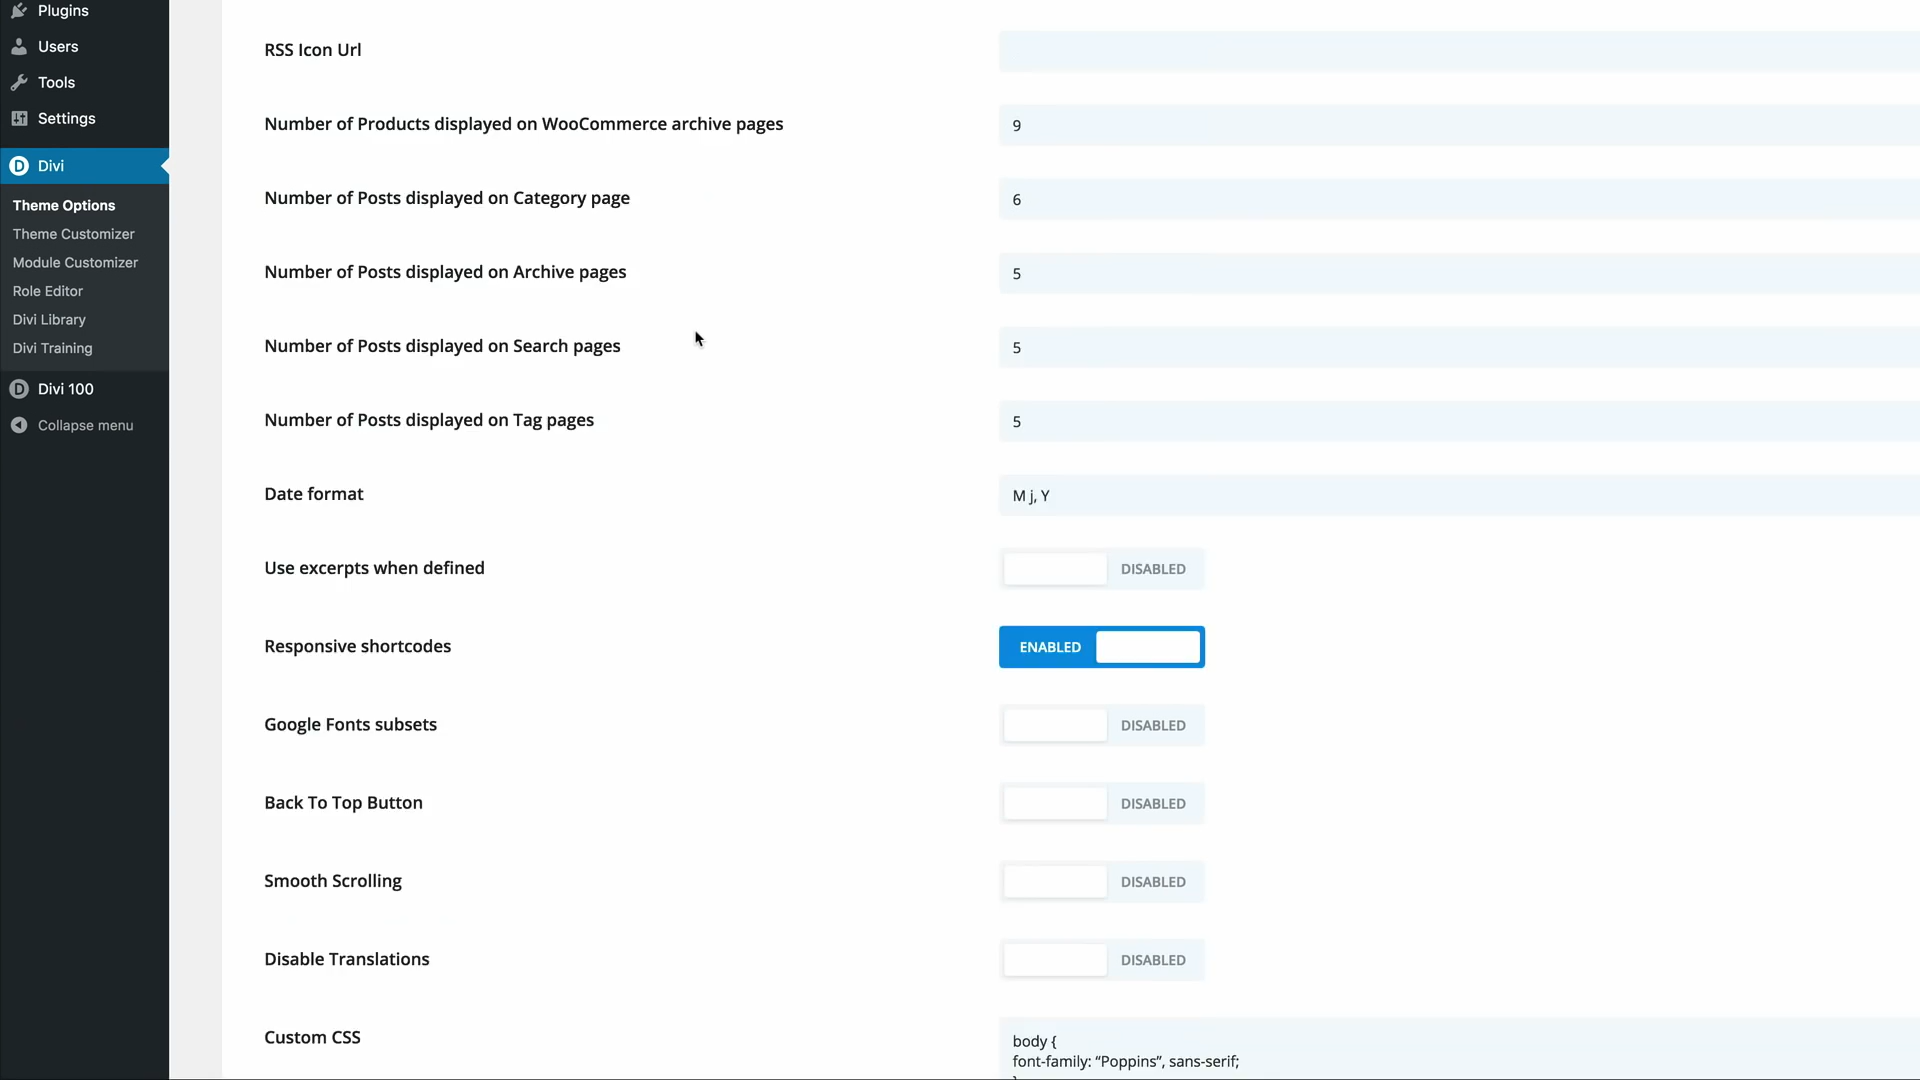 Plugins
Users
Tools
Settings
Divi
Theme Options
Theme Customizer
Module Customizer
Role Editor
Divi Library
Divi Training
Divi 100
Collapse menu
RSS Icon Url
Number of Products displayed on WooCommerce archive pages
9
Number of Posts displayed on Category page
6
Number of Posts displayed on Archive pages
5
Number of Posts displayed on Search pages
5
Number of Posts displayed on Tag pages
5
Date format
M j, Y
Use excerpts when defined
DISABLED
Responsive shortcodes
ENABLED
Google Fonts subsets
DISABLED
Back To Top Button
DISABLED
Smooth Scrolling
DISABLED
Disable Translations
DISABLED
Custom CSS
body {
font-family: “Poppins”, sans-serif;
}